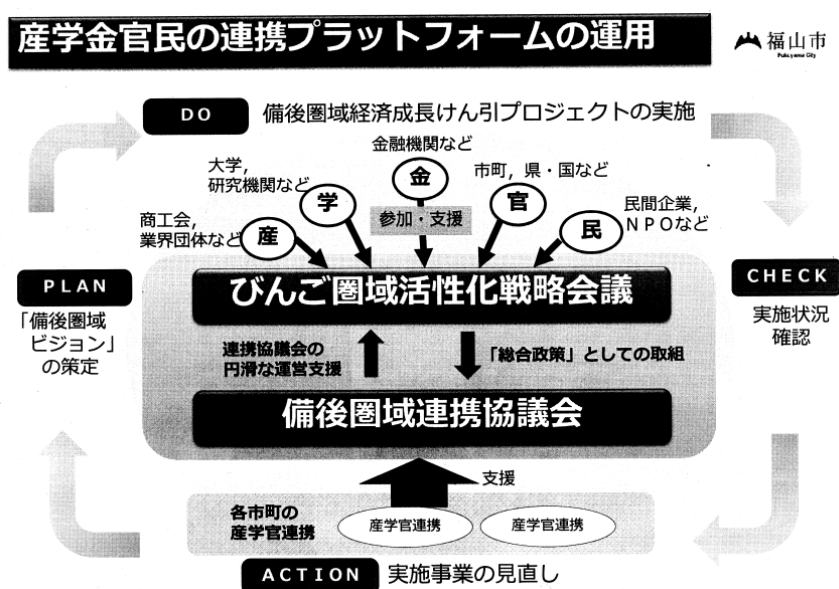 産学金官民の連携プラットフォームの運用
福山市
Fukuyama City
DO
備後圏域経済成長けん引プロジェクトの実施
金融機関など
大学,
研究機関など
市町，県・国など
商工会,
業界団体など
民間企業,
ＮＰＯなど
産
学
金
官
民
参加・支援
PLAN
「備後圏域
ビジョン」
の策定
びんご圏域活性化戦略会議
CHECK
実施状況
確認
連携協議会の
円滑な運営支援
「総合政策」としての取組
備後圏域連携協議会
支援
各市町の
産学官連携
産学官連携
産学官連携
ACTION
実施事業の見直し